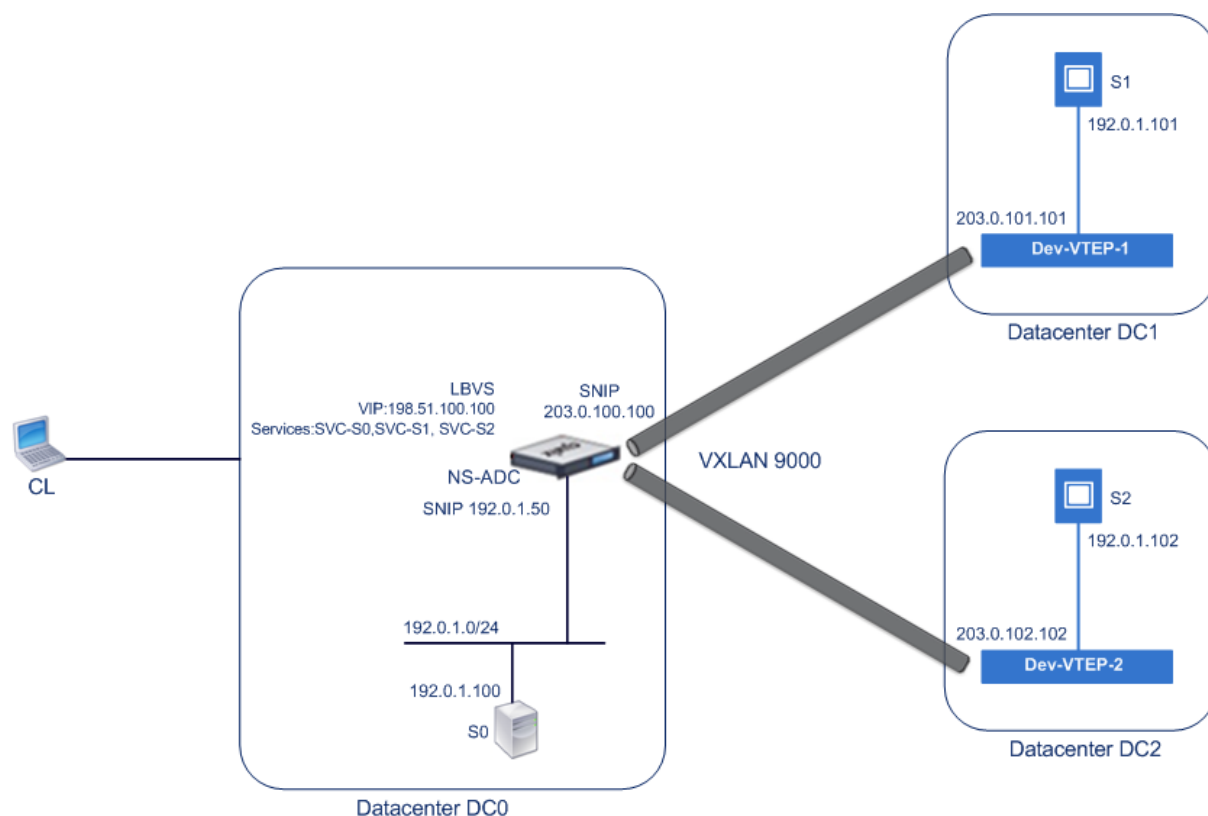 S1
192.0.1.101
203.0.101.101
Dev-VTEP-1
Datacenter DC1
LBVS
VIP:198.51.100.100
Services:SVC-S0,SVC-S1, SVC-S2
SNIP
203.0.100.100
CL
NS-ADC
SNIP 192.0.1.50
VXLAN 9000
S2
192.0.1.102
192.0.1.0/24
203.0.102.102
Dev-VTEP-2
192.0.1.100
S0
Datacenter DC2
Datacenter DC0